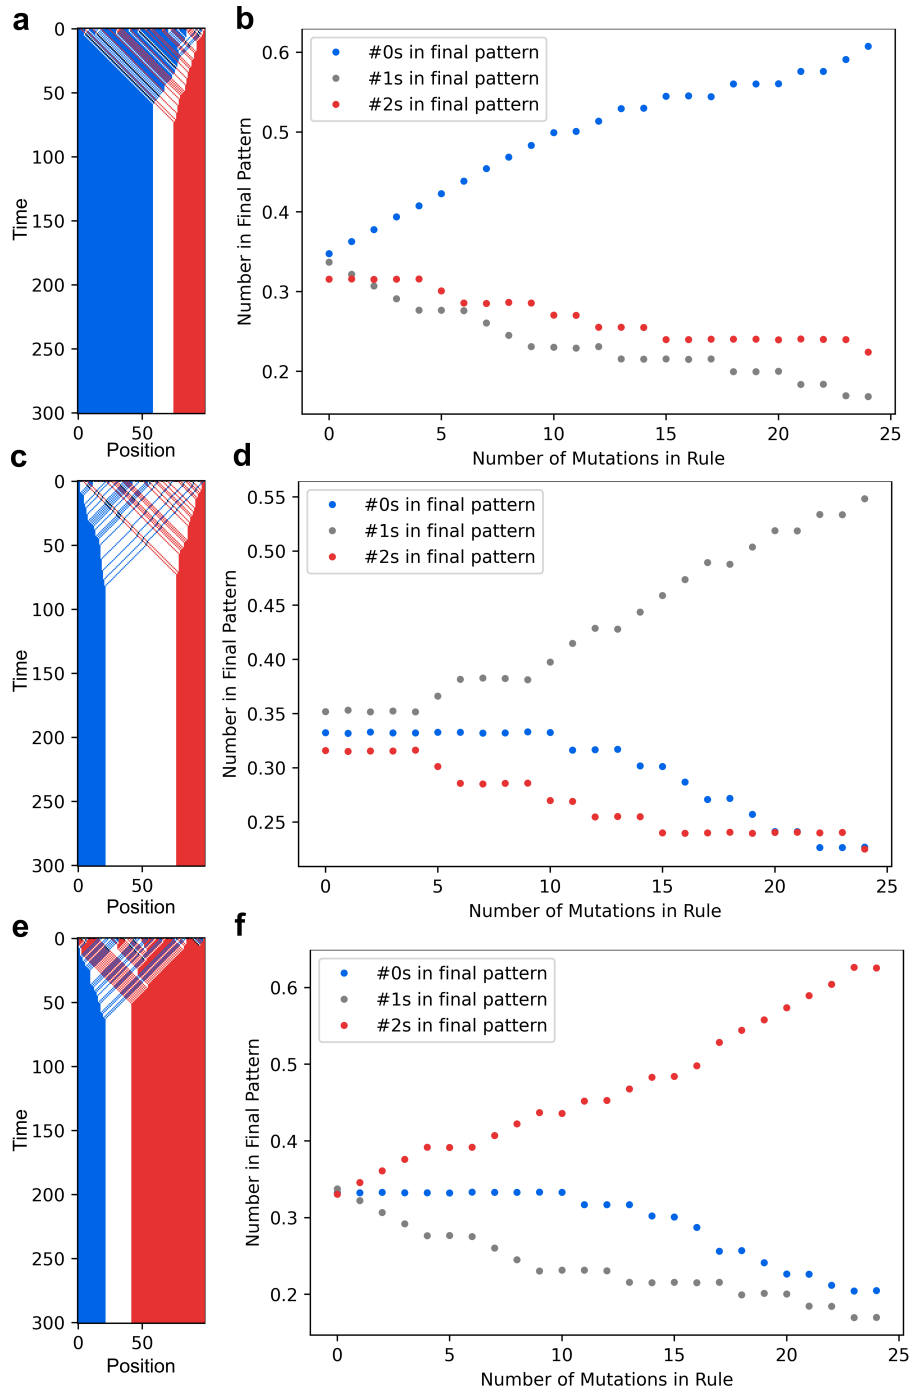 a
0
50
100
150
200
250
300
Time
0
50
Position
b
0.6
0.5
0.4
0.3
0.2
Number in Final Pattern
#0s in final pattern
#1s in final pattern
#2s in final pattern
0
5
10
15
20
25
Number of Mutations in Rule
c
0
50
100
150
200
250
300
Time
0
50
Position
d
0.55
0.50
0.45
0.40
0.35
0.30
0.25
Number in Final Pattern
#0s in final pattern
#1s in final pattern
#2s in final pattern
0
5
10
15
20
25
Number of Mutations in Rule
e
0
50
100
150
200
250
300
Time
0
50
Position
f
0.6
0.5
0.4
0.3
0.2
Number in Final Pattern
#0s in final pattern
#1s in final pattern
#2s in final pattern
0
5
10
15
20
25
Number of Mutations in Rule